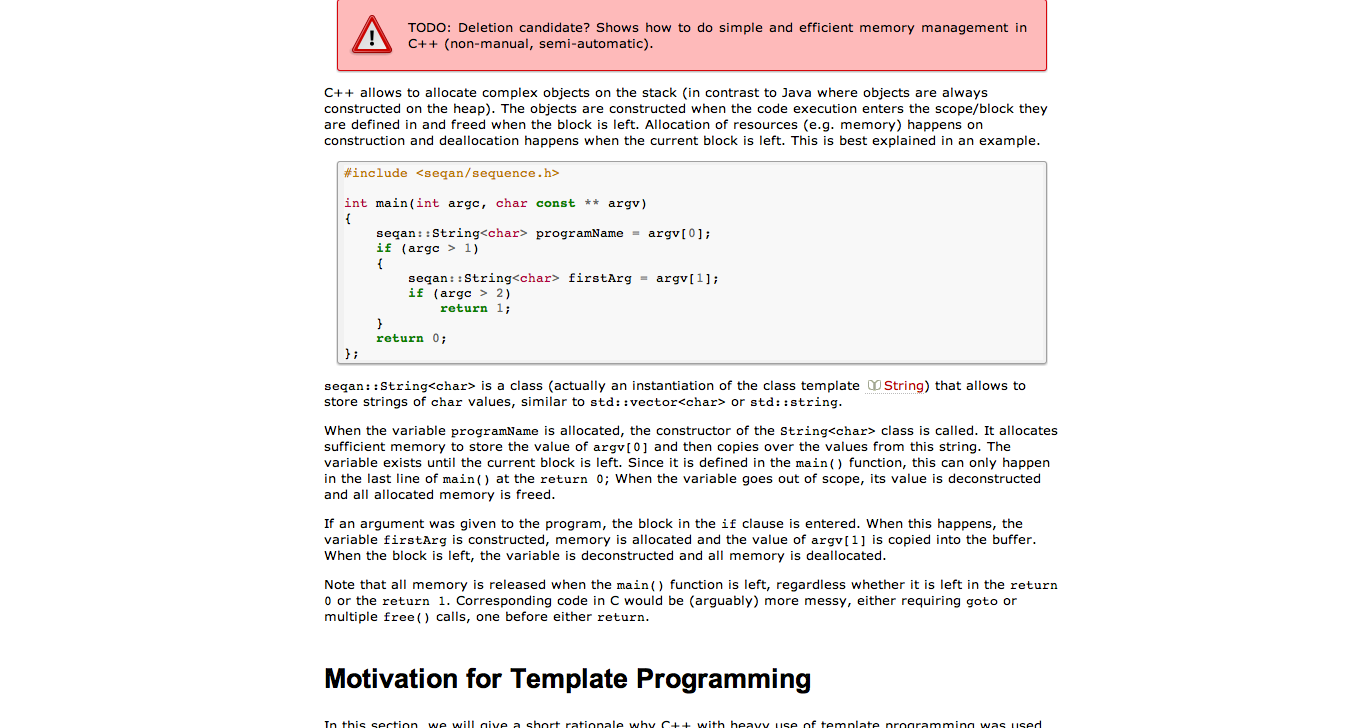 TODO: Deletion candidate? Shows how to do simple and efficient memory management in
C++ (non-manual, semi-automatic).
C++ allows to allocate complex objects on the stack (in contrast to Java where objects are always
constructed on the heap). The objects are constructed when the code execution enters the scope/block they
are defined in and freed when the block is left. Allocation of resources (e.g. memory) happens on
construction and deallocation happens when the current block is left. This is best explained in an example.
#include <seqan/sequence.h>
int main(int argc, char const ** argv)
{
    seqan::String<char> programName = argv[0];
    if (argc > 1)
    {
        seqan::String<char> firstArg = argv[1];
        if (argc > 2)
            return 1;
    }
    return 0;
};
seqan::String<char> is a class (actually an instantiation of the class template String) that allows to
store strings of char values, similar to std::vector<char> or std::string.
When the variable programName is allocated, the constructor of the String<char> class is called. It allocates
sufficient memory to store the value of argv[0] and then copies over the values from this string. The
variable exists until the current block is left. Since it is defined in the main() function, this can only happen
in the last line of main() at the return 0; When the variable goes out of scope, its value is deconstructed
and all allocated memory is freed.
If an argument was given to the program, the block in the if clause is entered. When this happens, the
variable firstArg is constructed, memory is allocated and the value of argv[1] is copied into the buffer.
When the block is left, the variable is deconstructed and all memory is deallocated.
Note that all memory is released when the main() function is left, regardless whether it is left in the return
0 or the return 1. Corresponding code in C would be (arguably) more messy, either requiring goto or
multiple free() calls, one before either return.
Motivation for Template Programming
In this section, we will give a short rationale why C++ with heavy use of template programming was used